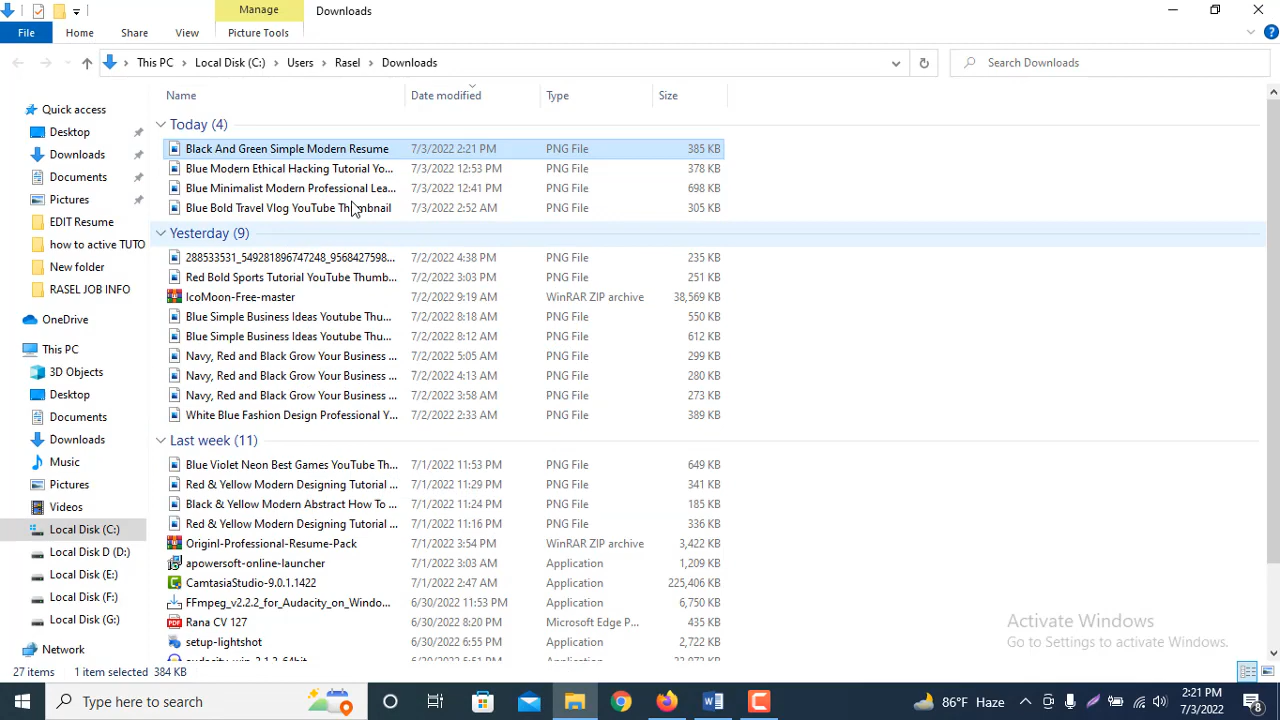 Manage
Downloads
File
Home
Share
View
Picture Tools
This PC
Local Disk (C:)
Users
Rasel
Downloads
Search Downloads
Name
Date modified
Type
Size
Quick access
Desktop
Downloads
Documents
Pictures
EDIT Resume
how to active TUTO
New folder
RASEL JOB INFO
OneDrive
This PC
3D Objects
Desktop
Documents
Downloads
Music
Pictures
Videos
Local Disk (C:)
Local Disk D (D:)
Local Disk (E:)
Local Disk (F:)
Local Disk (G:)
Network
Today (4)
Black And Green Simple Modern Resume 7/3/2022 2:21 PM PNG File 385 KB
Blue Modern Ethical Hacking Tutorial Yo... 7/3/2022 12:53 PM PNG File 378 KB
Blue Minimalist Modern Professional Lea... 7/3/2022 12:41 PM PNG File 698 KB
Blue Bold Travel Vlog YouTube Thumbnail 7/3/2022 2:52 AM PNG File 305 KB
Yesterday (9)
288533531_549281896747248_9568427598... 7/2/2022 4:38 PM PNG File 235 KB
Red Bold Sports Tutorial YouTube Thumb... 7/2/2022 3:03 PM PNG File 251 KB
IcoMoon-Free-master 7/2/2022 9:19 AM WinRAR ZIP archive 38,569 KB
Blue Simple Business Ideas Youtube Thu... 7/2/2022 8:18 AM PNG File 550 KB
Blue Simple Business Ideas Youtube Thu... 7/2/2022 8:12 AM PNG File 612 KB
Navy, Red and Black Grow Your Business ... 7/2/2022 5:05 AM PNG File 299 KB
Navy, Red and Black Grow Your Business ... 7/2/2022 4:13 AM PNG File 280 KB
Navy, Red and Black Grow Your Business ... 7/2/2022 3:58 AM PNG File 273 KB
White Blue Fashion Design Professional Y... 7/2/2022 2:33 AM PNG File 389 KB
Last week (11)
Blue Violet Neon Best Games YouTube Th... 7/1/2022 11:53 PM PNG File 649 KB
Red & Yellow Modern Designing Tutorial ... 7/1/2022 11:29 PM PNG File 341 KB
Black & Yellow Modern Abstract How To ... 7/1/2022 11:24 PM PNG File 185 KB
Red & Yellow Modern Designing Tutorial ... 7/1/2022 11:16 PM PNG File 336 KB
OriginI-Professional-Resume-Pack 7/1/2022 3:54 PM WinRAR ZIP archive 3,422 KB
apowersoft-online-launcher 7/1/2022 3:03 AM Application 1,209 KB
CamtasiaStudio-9.0.1.1422 7/1/2022 2:47 AM Application 225,406 KB
FFmpeg_v2.2.2_for_Audacity_on_Windo... 6/30/2022 11:53 PM Application 6,750 KB
Rana CV 127 6/30/2022 8:20 PM Microsoft Edge P... 435 KB
setup-lightshot 6/30/2022 6:55 PM Application 2,722 KB
Activate Windows
Go to Settings to activate Windows.
27 items 1 item selected 384 KB
Type here to search
86°F Haze
2:21 PM
7/3/2022
8